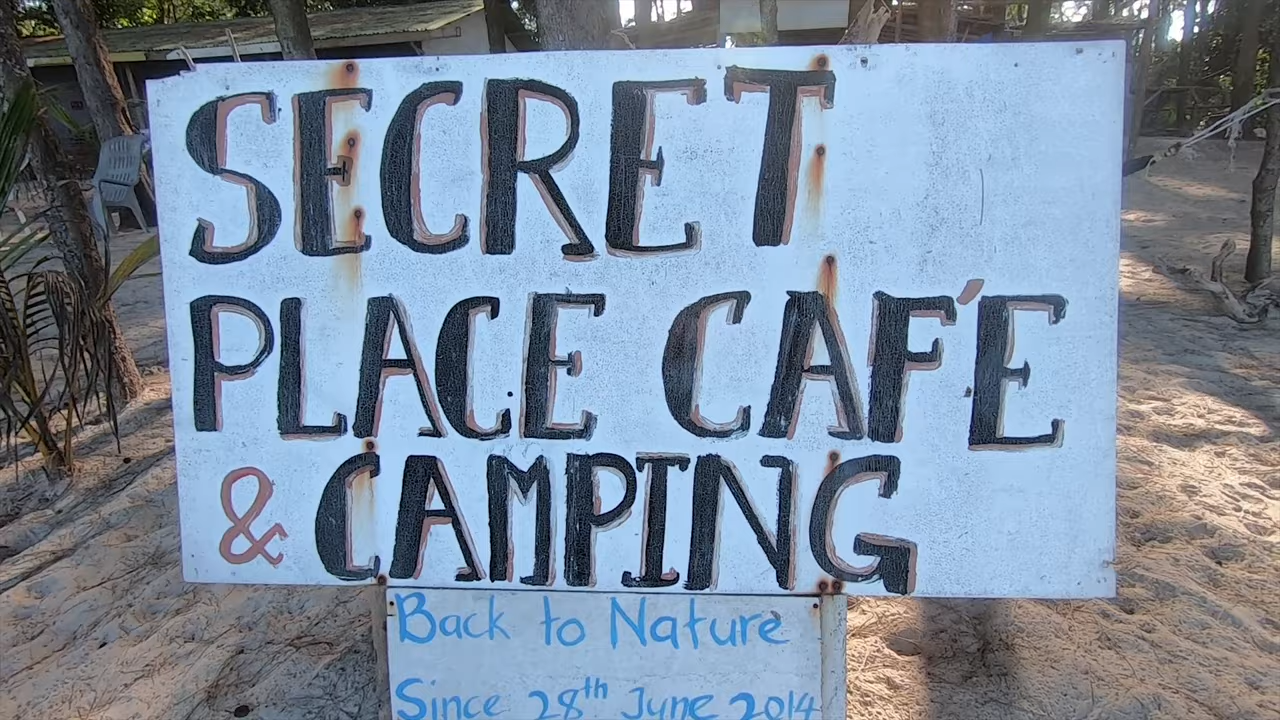 SECRET
PLACE CAFÉ
& CAMPING
Back to Nature
Since 28th June 2014